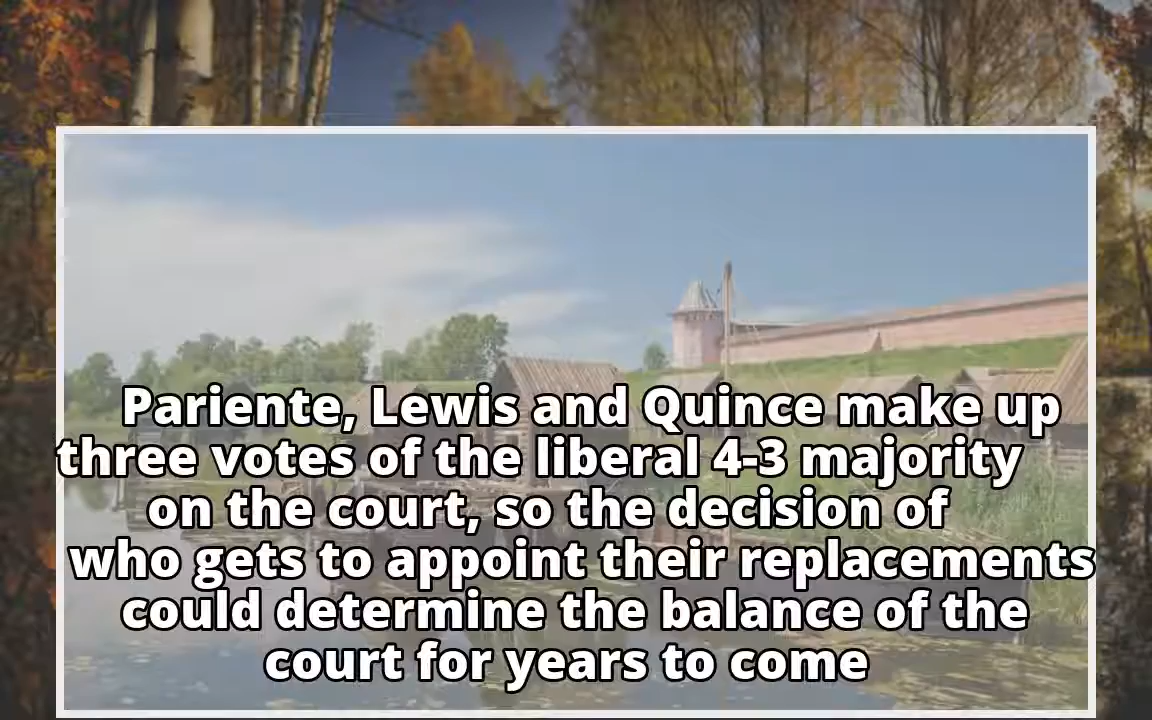 Pariente, Lewis and Quince make up
three votes of the liberal 4-3 majority
on the court, so the decision of
who gets to appoint their replacements
could determine the balance of the
court for years to come